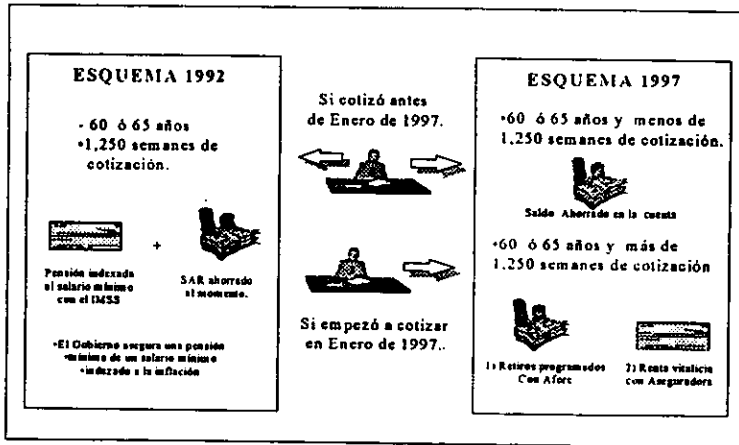 ESQUEMA 1992
- 60 ó 65 años
•1,250 semanes de
cotización.
+
Pensión indexada
al salario mínimo
con el IMSS
SAR ahorrado
al momento.
•El Gobierno asegura una pensión
•mínima de un salario mínimo
•indexado a la inflación
Si cotizó antes
de Enero de 1997.
Si empezó a cotizar
en Enero de 1997..
ESQUEMA 1997
•60 ó 65 años y menos de
1,250 semanes de cotización.
Saldo Ahorrado en la cuenta
•60 ó 65 años y más de
1,250 semanes de cotización
1) Retiros programados
Con Afore
2) Renta vitalicia
con Aseguradora